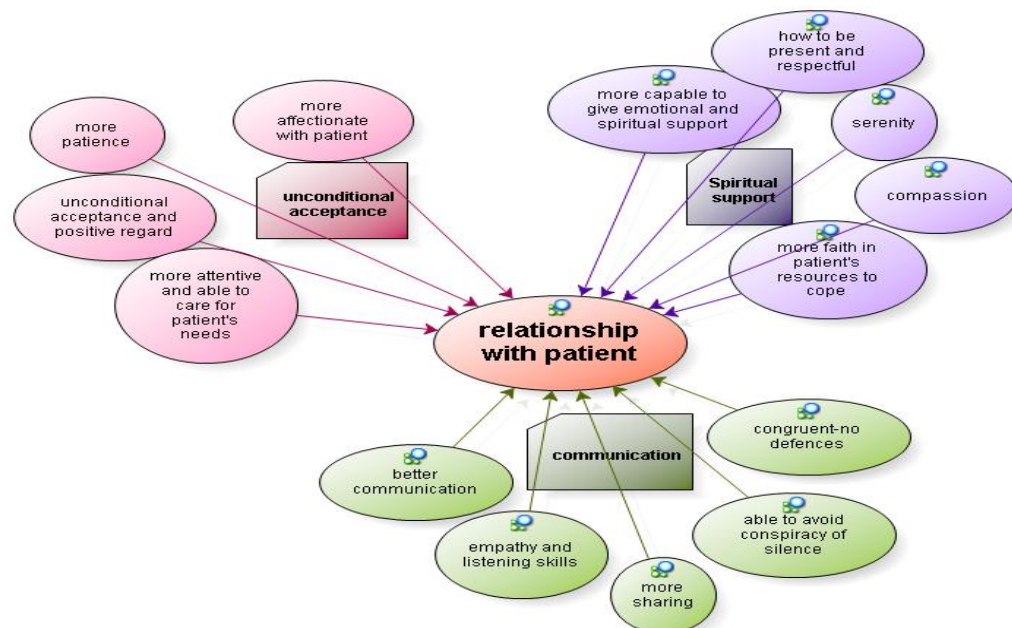 how to be
present and
respectful
more capable to
give emotional and
spiritual support
serenity
compassion
more faith in
patient's
resources to
cope
Spiritual
support
more
affectionate
with patient
more
patience
unconditional
acceptance and
positive regard
more attentive
and able to
care for
patient's
needs
unconditional
acceptance
relationship
with patient
congruent-no
defences
communication
better
communication
empathy and
listening skills
more
sharing
able to avoid
conspiracy of
silence